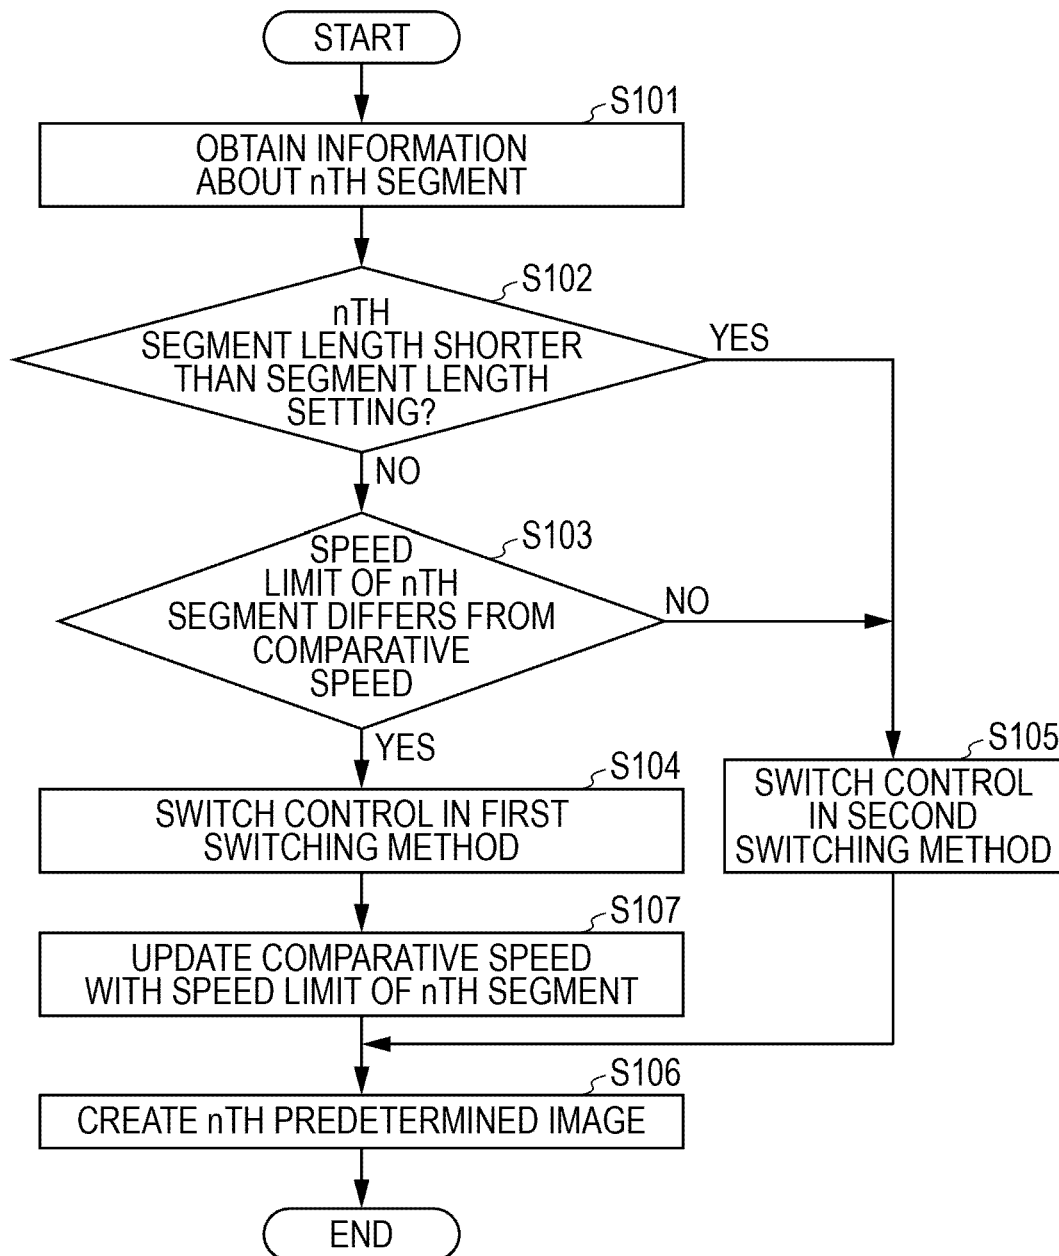 START
S101
OBTAIN INFORMATION
ABOUT nTH SEGMENT
S102
nTH
SEGMENT LENGTH SHORTER
THAN SEGMENT LENGTH
SETTING?
YES
NO
S103
SPEED
LIMIT OF nTH
SEGMENT DIFFERS FROM
COMPARATIVE
SPEED
NO
YES
S104
SWITCH CONTROL IN FIRST
SWITCHING METHOD
S105
SWITCH CONTROL
IN SECOND
SWITCHING METHOD
S107
UPDATE COMPARATIVE SPEED
WITH SPEED LIMIT OF nTH SEGMENT
S106
CREATE nTH PREDETERMINED IMAGE
END